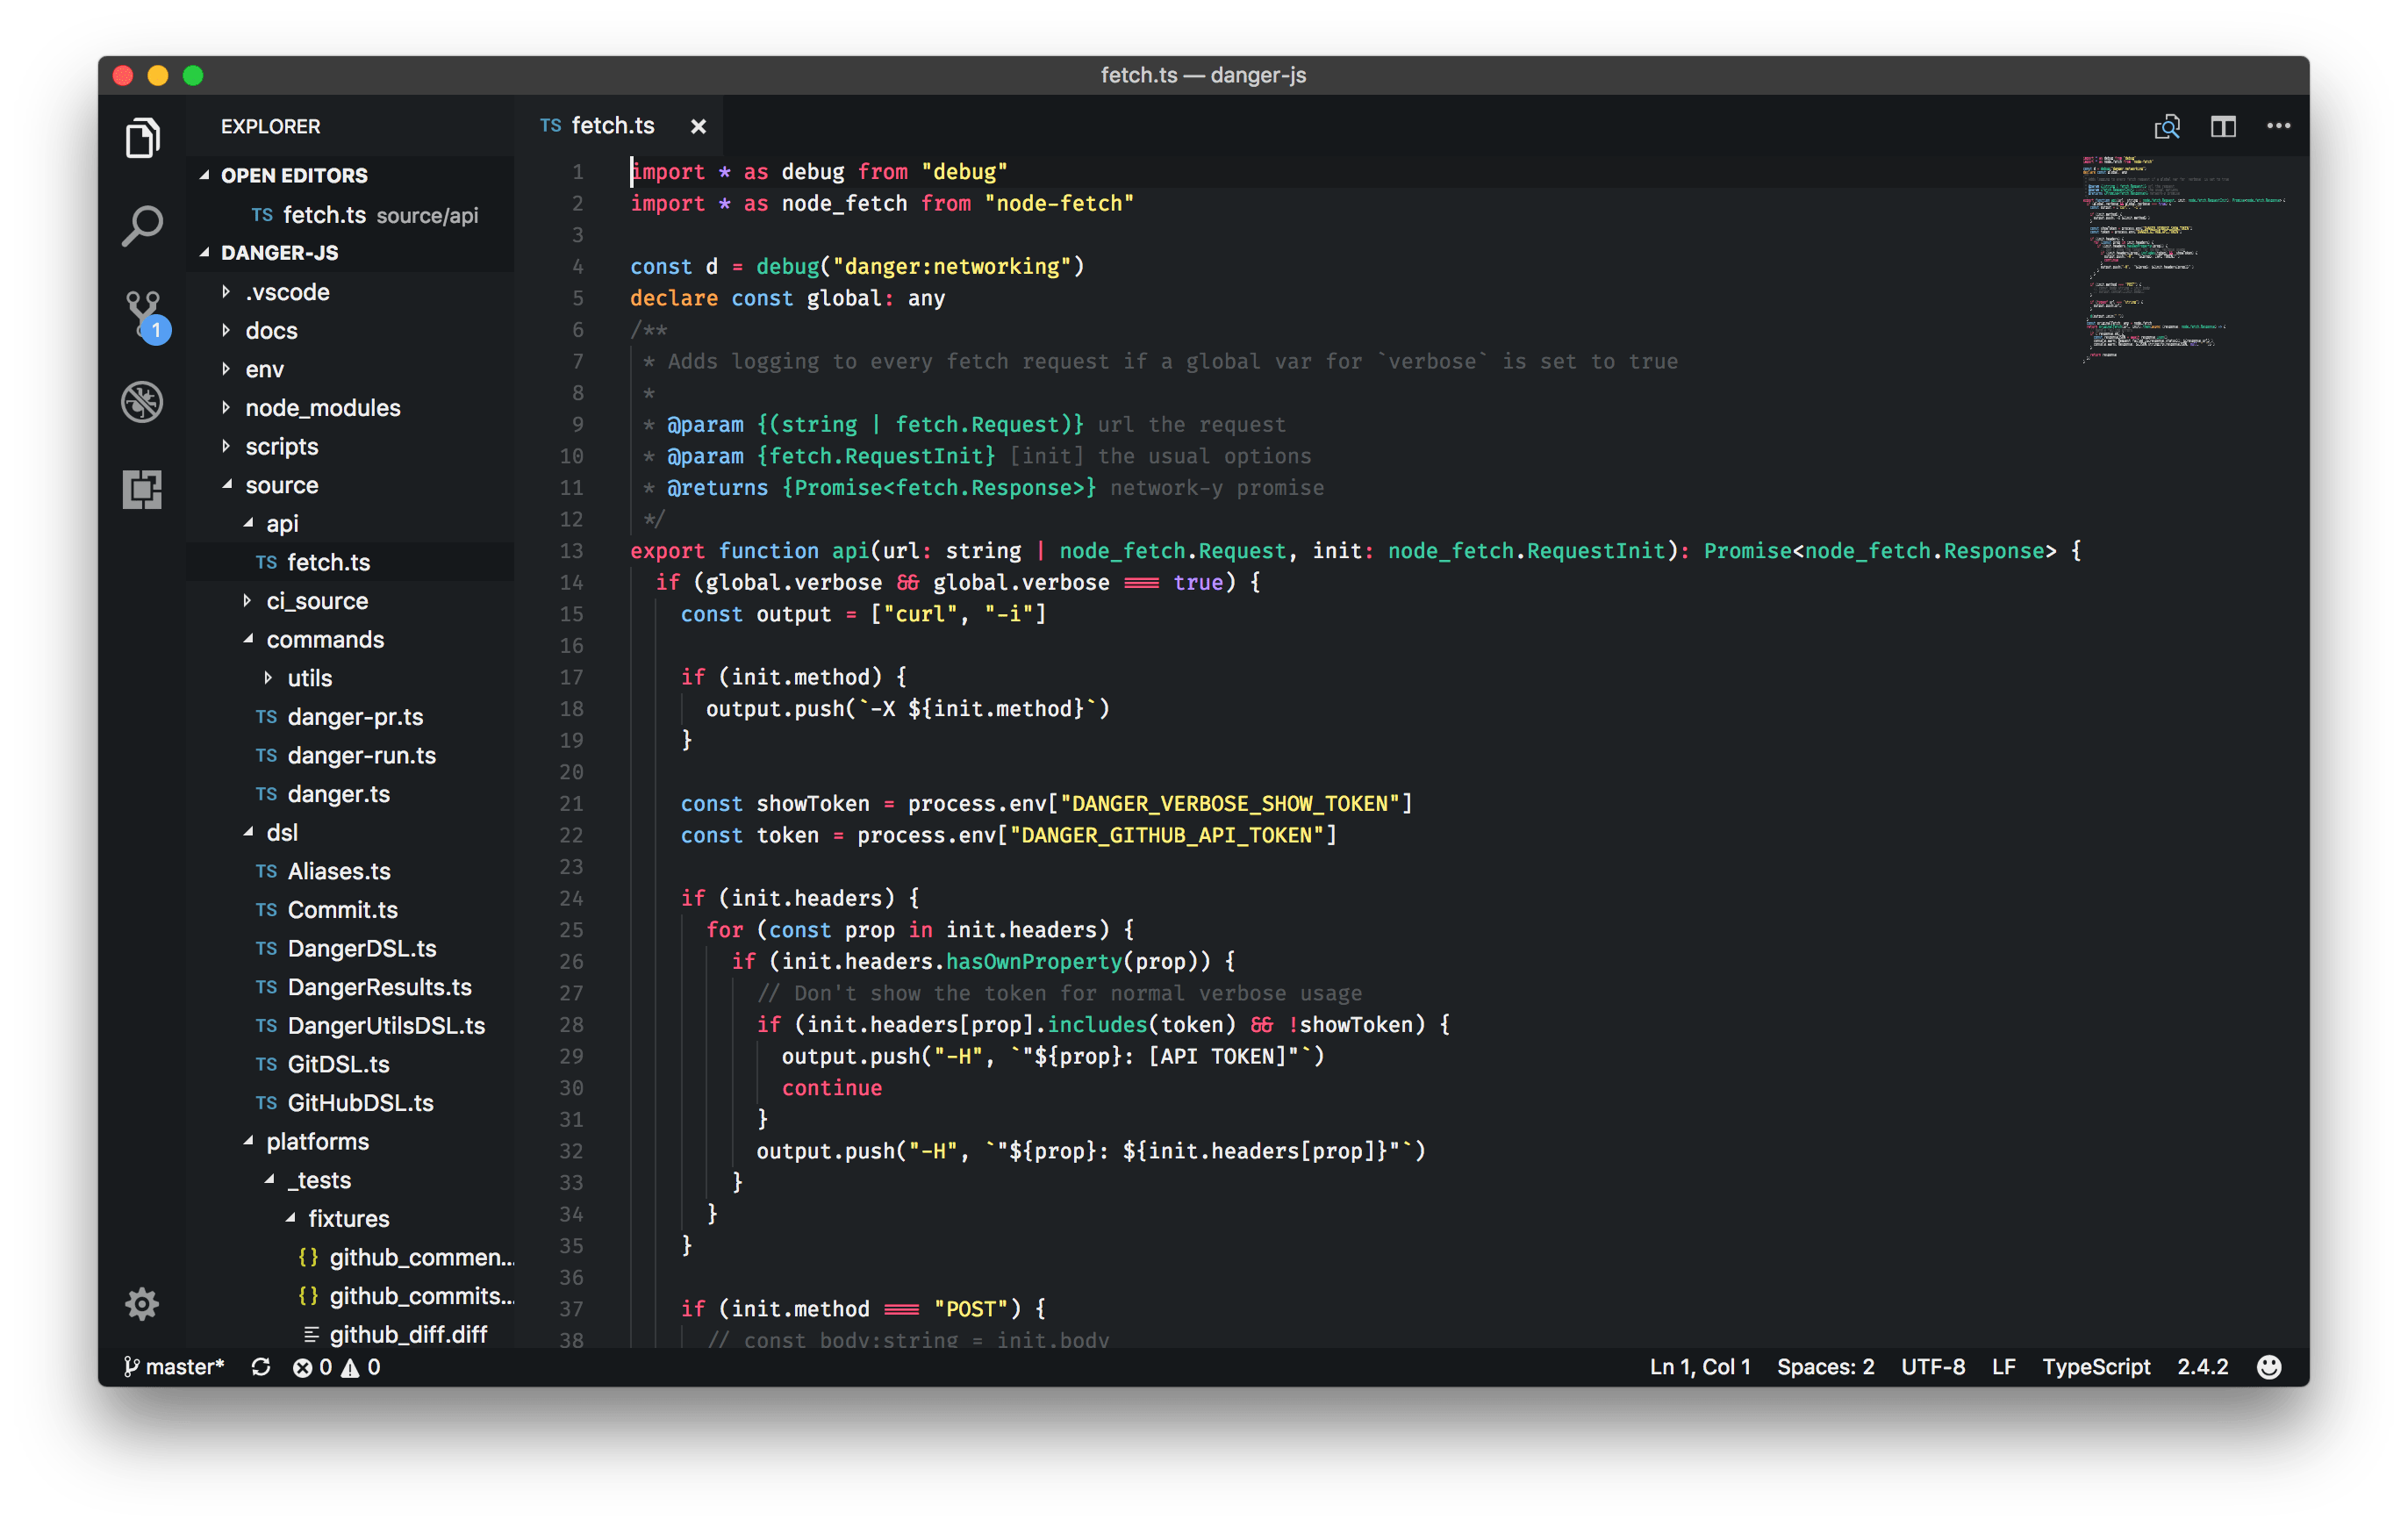 fetch.ts — danger-js
EXPLORER
OPEN EDITORS
TS fetch.ts source/api
DANGER-JS
.vscode
docs
env
node_modules
scripts
source
api
TS fetch.ts
ci_source
commands
utils
TS danger-pr.ts
TS danger-run.ts
TS danger.ts
dsl
TS Aliases.ts
TS Commit.ts
TS DangerDSL.ts
TS DangerResults.ts
TS DangerUtilsDSL.ts
TS GitDSL.ts
TS GitHubDSL.ts
platforms
_tests
fixtures
{} github_commen...
{} github_commits...
github_diff.diff
1
TS fetch.ts ×
1 import * as debug from "debug"
2 import * as node_fetch from "node-fetch"
3
4 const d = debug("danger:networking")
5 declare const global: any
6 /**
7 * Adds logging to every fetch request if a global var for `verbose` is set to true
8 *
9 * @param {(string | fetch.Request)} url the request
10 * @param {fetch.RequestInit} [init] the usual options
11 * @returns {Promise<fetch.Response>} network-y promise
12 */
13 export function api(url: string | node_fetch.Request, init: node_fetch.RequestInit): Promise<node_fetch.Response> {
14 if (global.verbose && global.verbose === true) {
15 const output = ["curl", "-i"]
16
17 if (init.method) {
18 output.push(`-X ${init.method}`)
19 }
20
21 const showToken = process.env["DANGER_VERBOSE_SHOW_TOKEN"]
22 const token = process.env["DANGER_GITHUB_API_TOKEN"]
23
24 if (init.headers) {
25 for (const prop in init.headers) {
26 if (init.headers.hasOwnProperty(prop)) {
27 // Don't show the token for normal verbose usage
28 if (init.headers[prop].includes(token) && !showToken) {
29 output.push("-H", `"${prop}: [API TOKEN]"`)
30 continue
31 }
32 output.push("-H", `"${prop}: ${init.headers[prop]}"`)
33 }
34 }
35 }
36
37 if (init.method === "POST") {
38 // const body:string = init.body
master* 0 0
Ln 1, Col 1 Spaces: 2 UTF-8 LF TypeScript 2.4.2